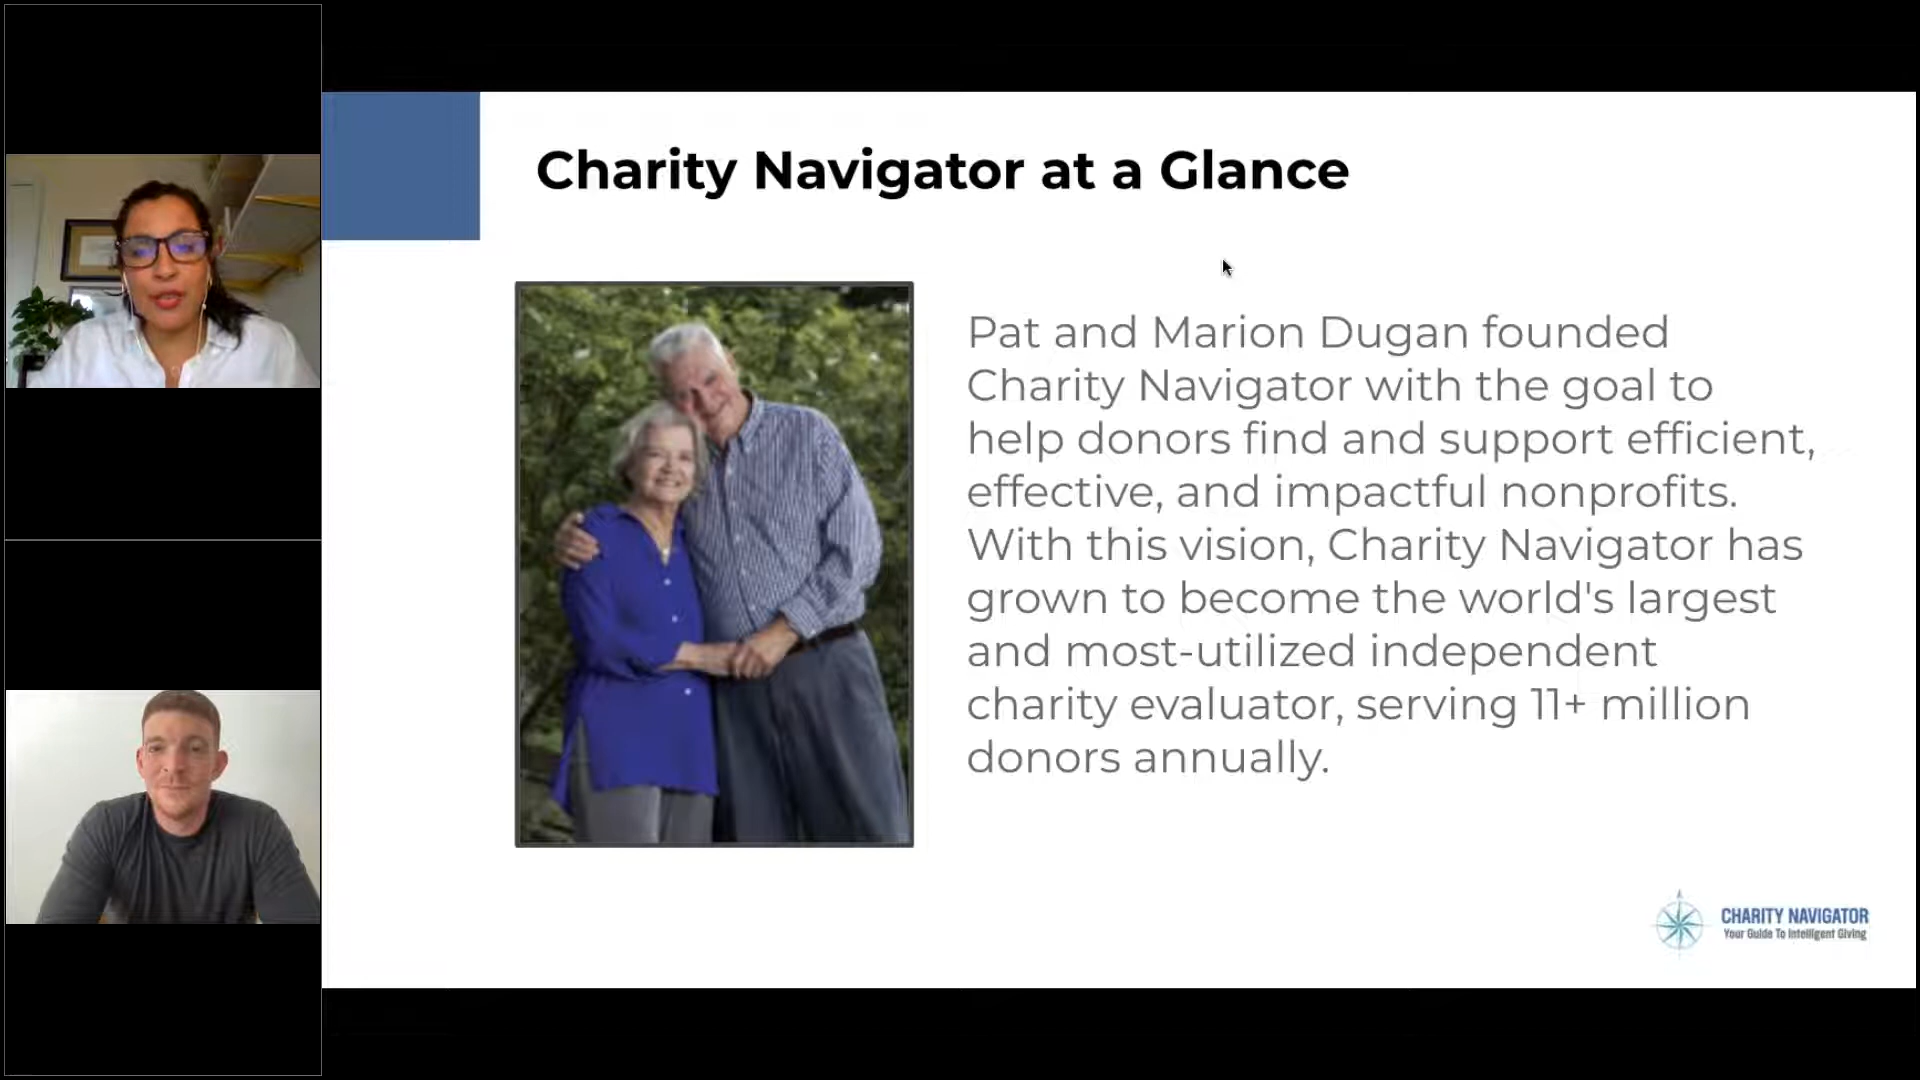 Charity Navigator at a Glance
Pat and Marion Dugan founded
Charity Navigator with the goal to
help donors find and support efficient,
effective, and impactful nonprofits.
With this vision, Charity Navigator has
grown to become the world's largest
and most-utilized independent
charity evaluator, serving 11+ million
donors annually.
CHARITY NAVIGATOR
Your Guide To Intelligent Giving